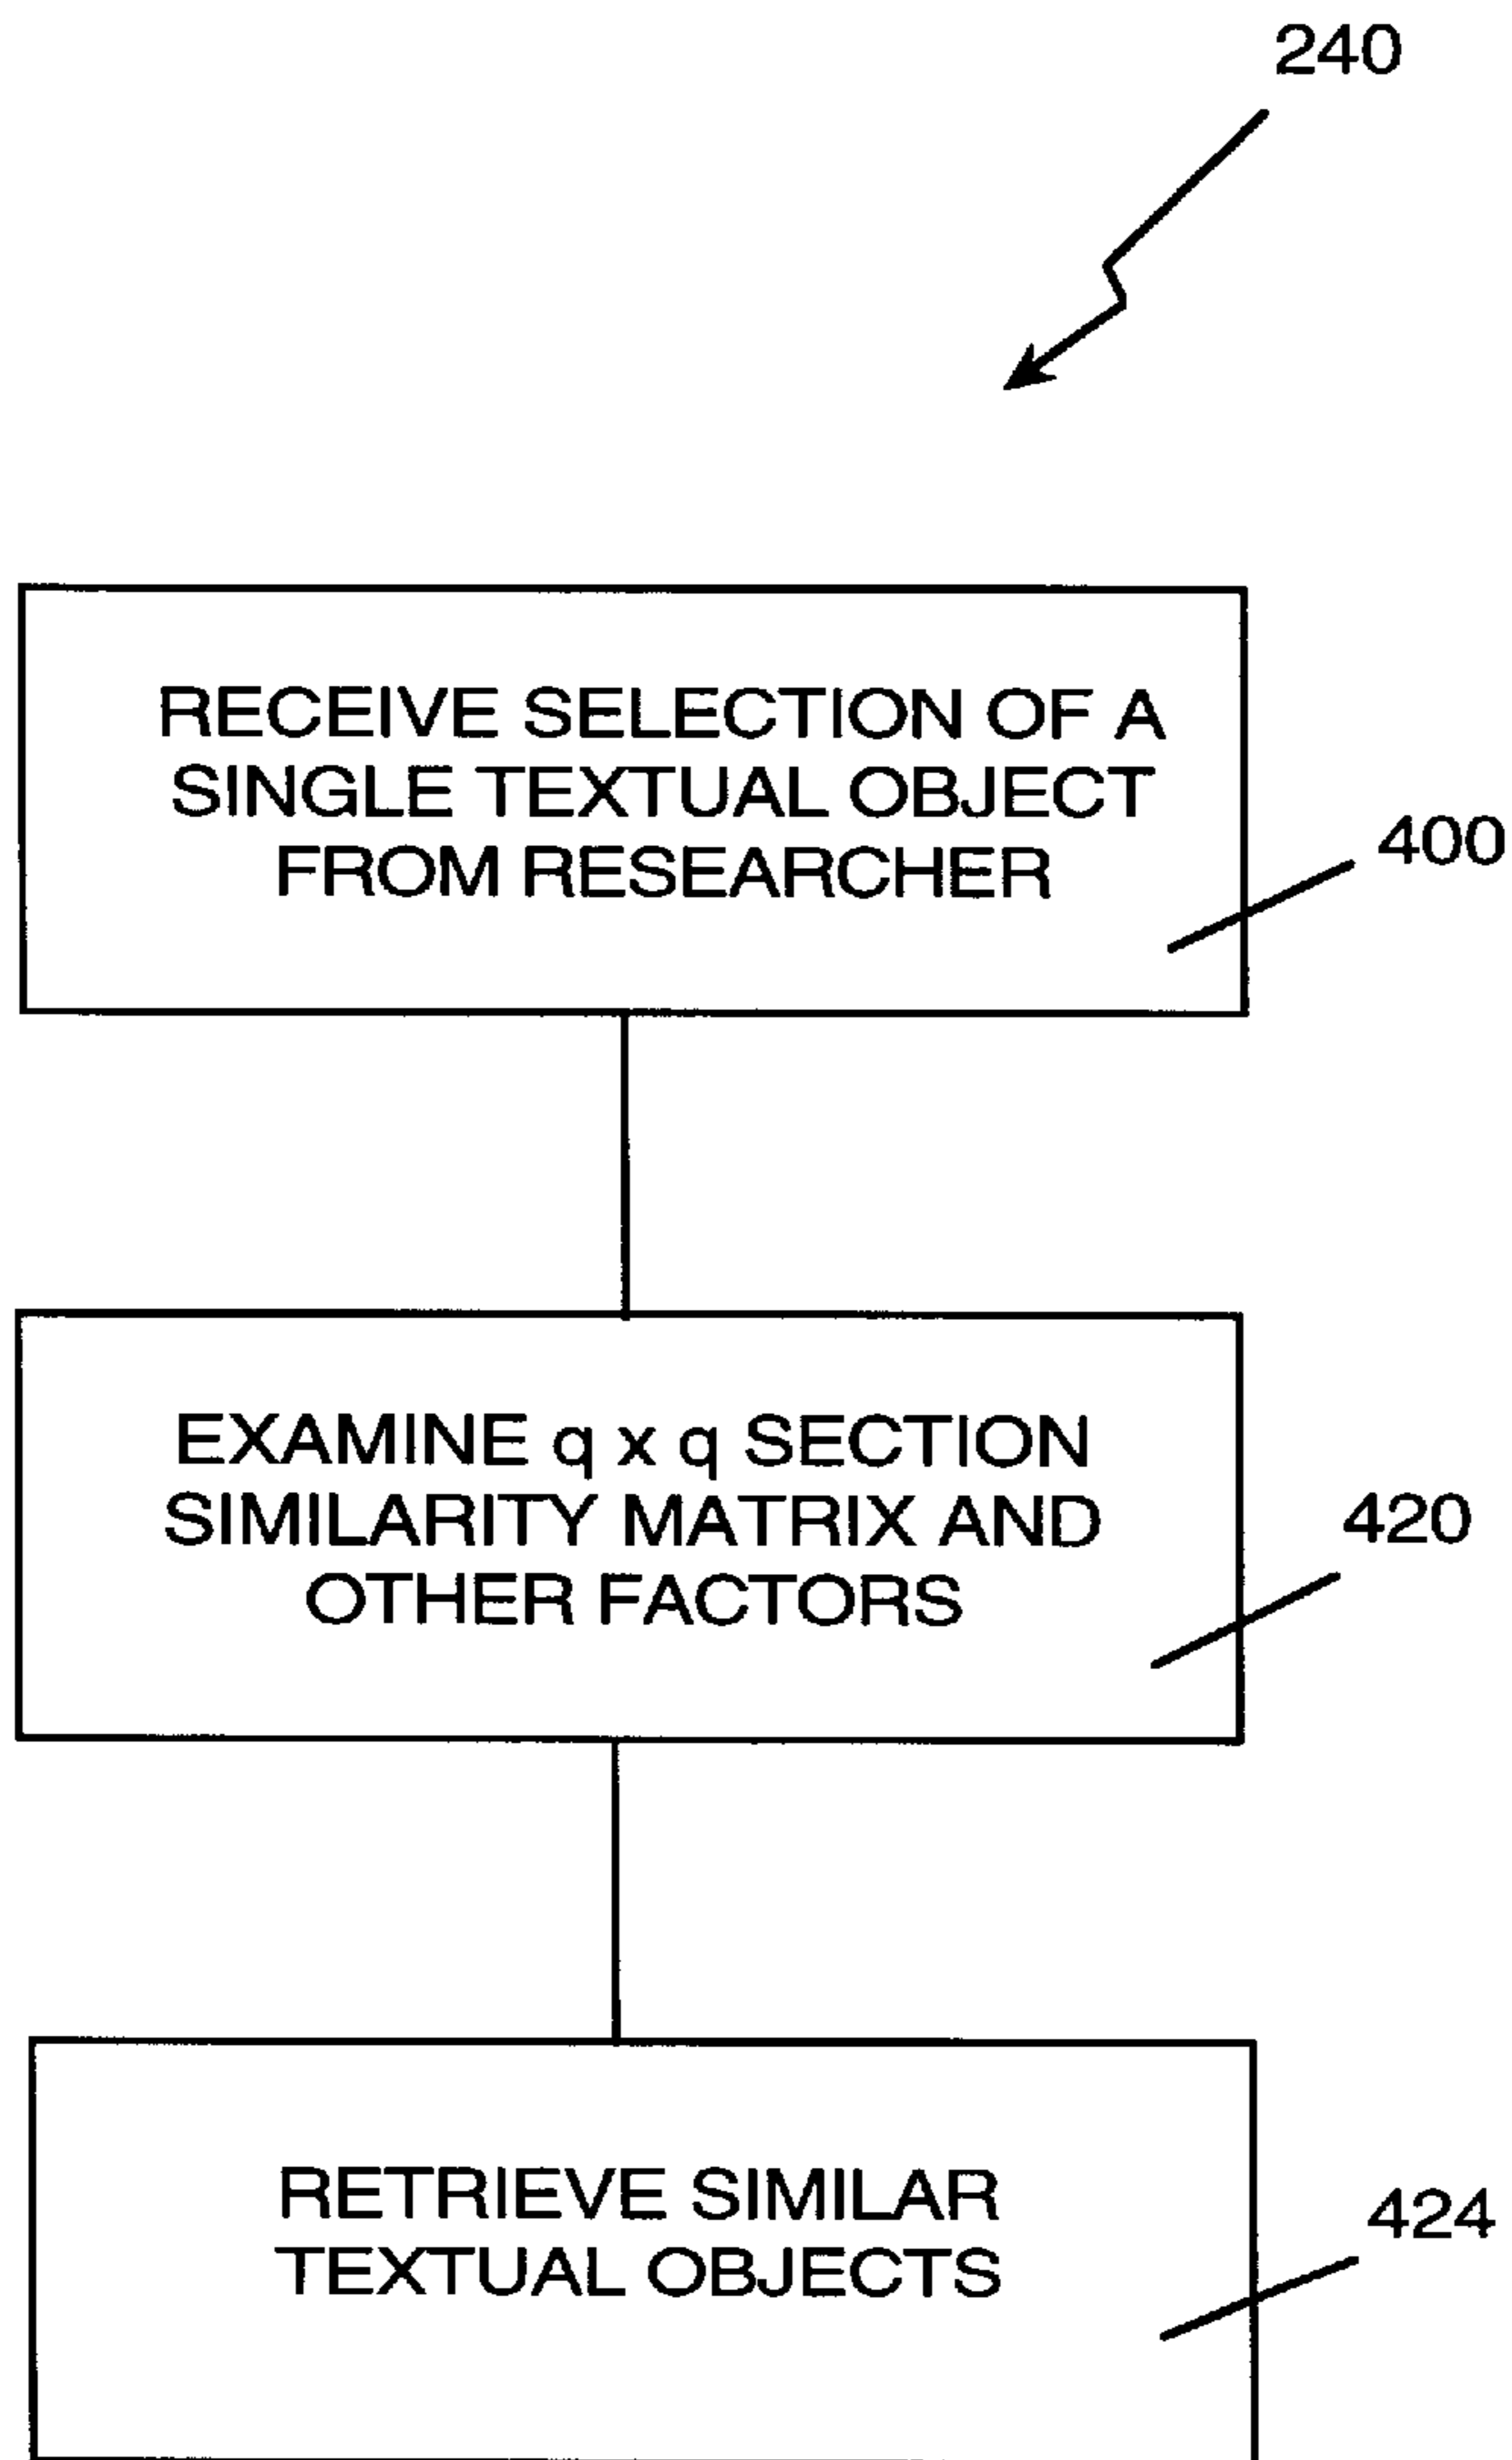 240
RECEIVE SELECTION OF A
SINGLE TEXTUAL OBJECT
FROM RESEARCHER
400
EXAMINE q x q SECTION
SIMILARITY MATRIX AND
OTHER FACTORS
420
RETRIEVE SIMILAR
TEXTUAL OBJECTS
424